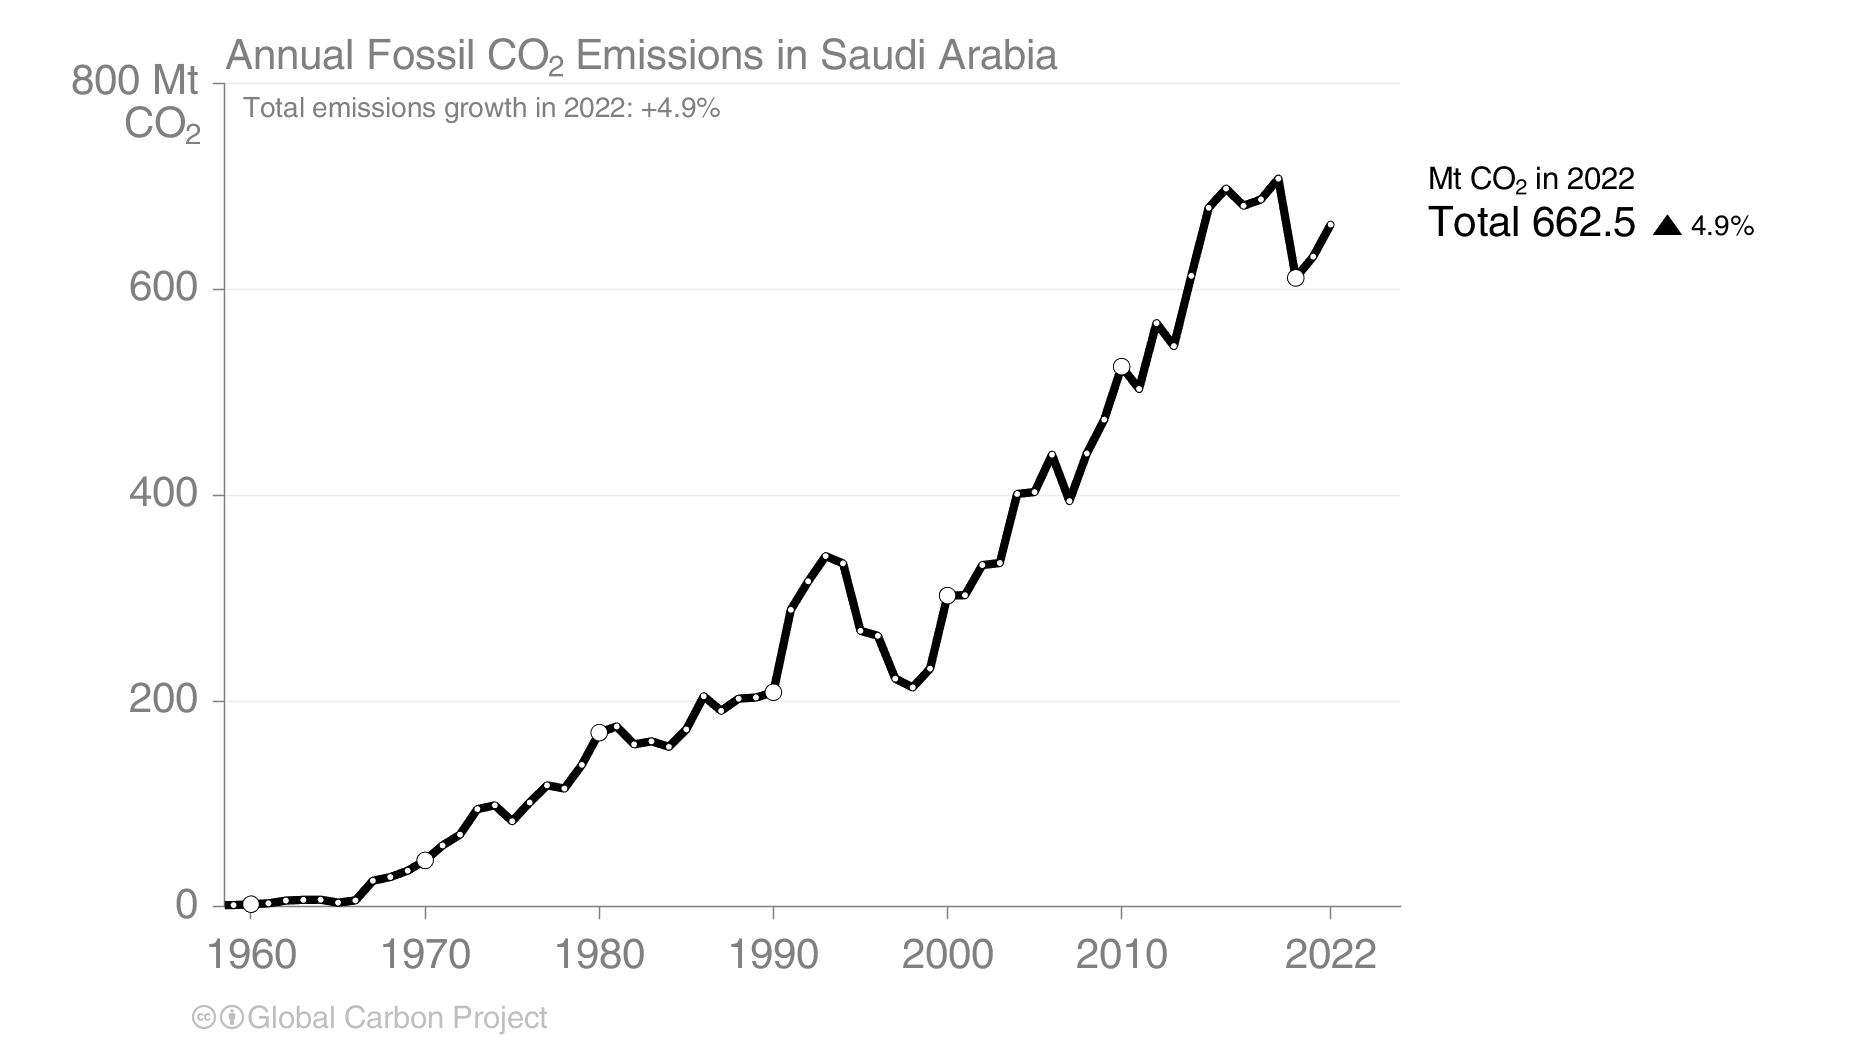 Annual Fossil CO₂ Emissions in Saudi Arabia
800 Mt
CO₂
Total emissions growth in 2022: +4.9%
Mt CO₂ in 2022
Total 662.5 ▲ 4.9%
600
400
200
0
1960 1970 1980 1990 2000 2010 2022
cc Global Carbon Project